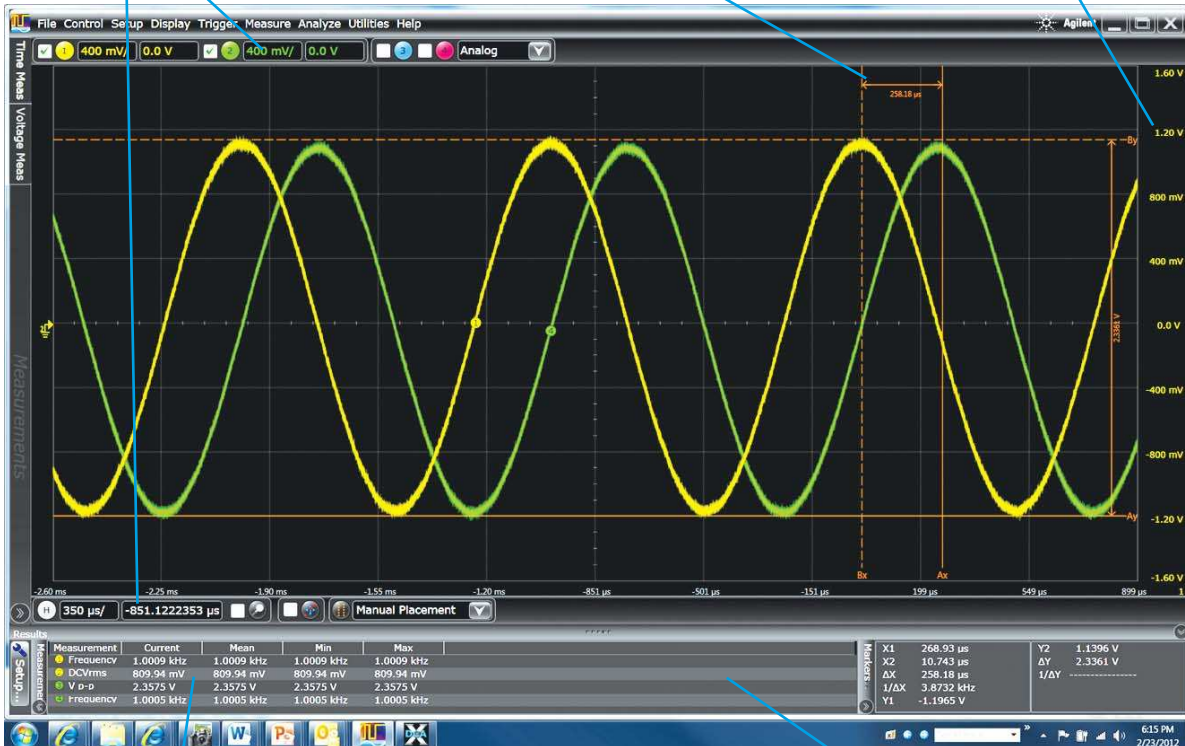 File Control Setup Display Trigger Measure Analyze Utilities Help
Agilent
1 400 mV/ 0.0 V 2 400 mV/ 0.0 V 3 Analog
Time Meas
Voltage Meas
Measurements
258.18 µs
By
2.3361 V
Ay
Bx Ax
1.60 V
1.20 V
800 mV
400 mV
0.0 V
-400 mV
-800 mV
-1.20 V
-1.60 V
-2.60 ms -2.25 ms -1.90 ms -1.55 ms -1.20 ms -851 µs -501 µs -151 µs 199 µs 549 µs 899 µs 1
H 350 µs/ -851.1222353 µs Manual Placement
Results
Setup...
Measurement Current Mean Min Max
Frequency 1.0009 kHz 1.0009 kHz 1.0009 kHz 1.0009 kHz
DCVrms 809.94 mV 809.94 mV 809.94 mV 809.94 mV
V p-p 2.3575 V 2.3575 V 2.3575 V 2.3575 V
Frequency 1.0005 kHz 1.0005 kHz 1.0005 kHz 1.0005 kHz
Markers...
X1 268.93 µs
X2 10.743 µs
ΔX 258.18 µs
1/ΔX 3.8732 kHz
Y1 -1.1965 V
Y2 1.1396 V
ΔY 2.3361 V
1/ΔY
6:15 PM
2/23/2012